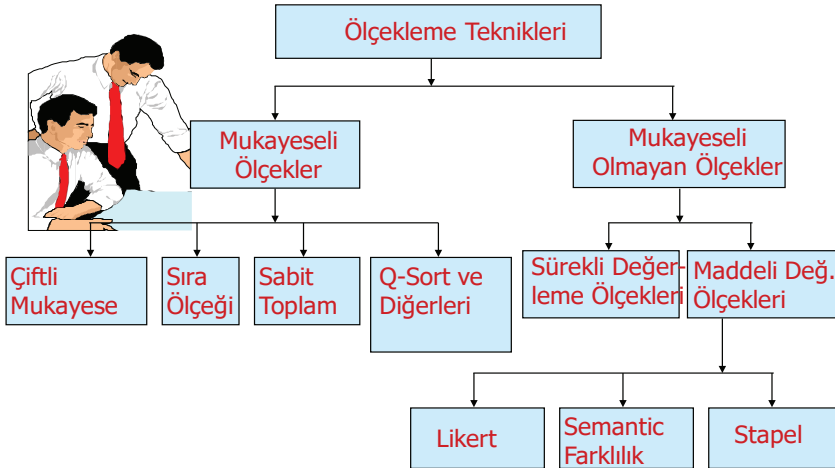 Ölçekleme Teknikleri
Mukayeseli
Ölçekler
Mukayeseli
Olmayan Ölçekler
Çiftli
Mukayese
Sıra
Ölçeği
Sabit
Toplam
Q-Sort ve
Diğerleri
Sürekli Değer-
leme Ölçekleri
Maddeli Değ.
Ölçekleri
Likert
Semantic
Farklılık
Stapel